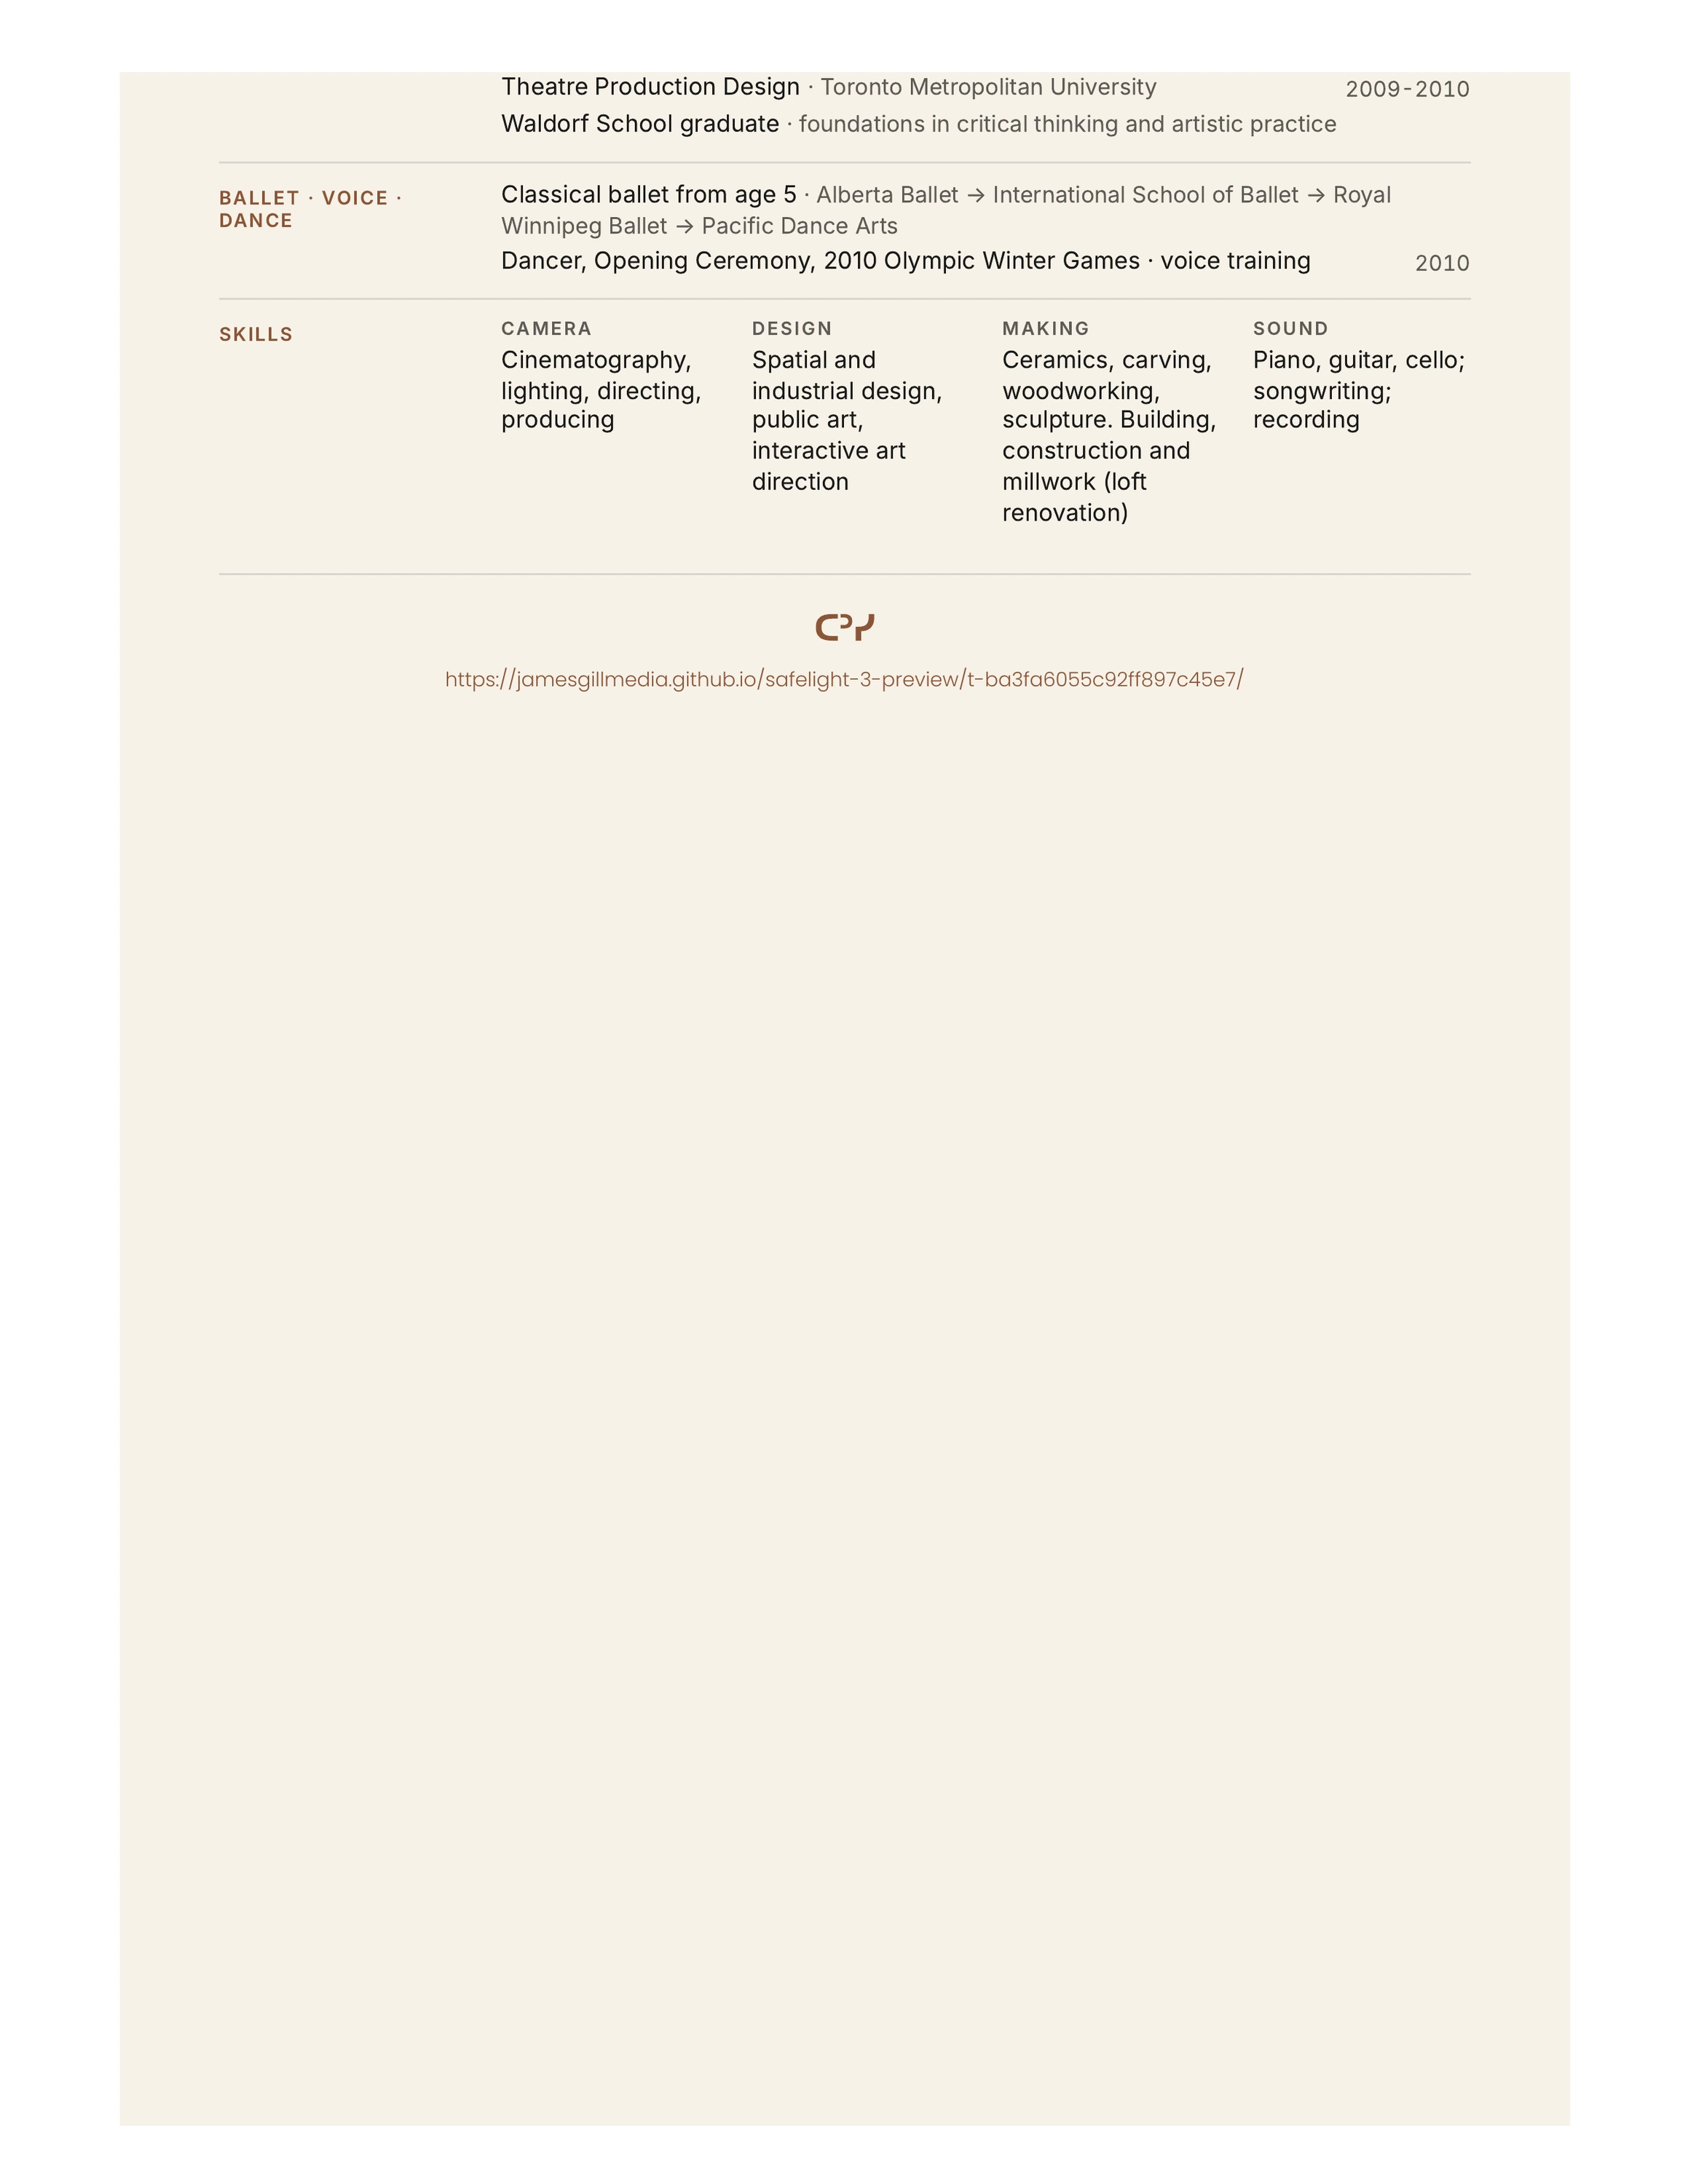 Theatre Production Design · Toronto Metropolitan University 2009-2010
Waldorf School graduate · foundations in critical thinking and artistic practice
BALLET · VOICE ·
DANCE
Classical ballet from age 5 · Alberta Ballet → International School of Ballet → Royal
Winnipeg Ballet → Pacific Dance Arts
Dancer, Opening Ceremony, 2010 Olympic Winter Games · voice training 2010
SKILLS
CAMERA
Cinematography,
lighting, directing,
producing
DESIGN
Spatial and
industrial design,
public art,
interactive art
direction
MAKING
Ceramics, carving,
woodworking,
sculpture. Building,
construction and
millwork (loft
renovation)
SOUND
Piano, guitar, cello;
songwriting;
recording
https://jamesgillmedia.github.io/safelight-3-preview/t-ba3fa6055c92ff897c45e7/